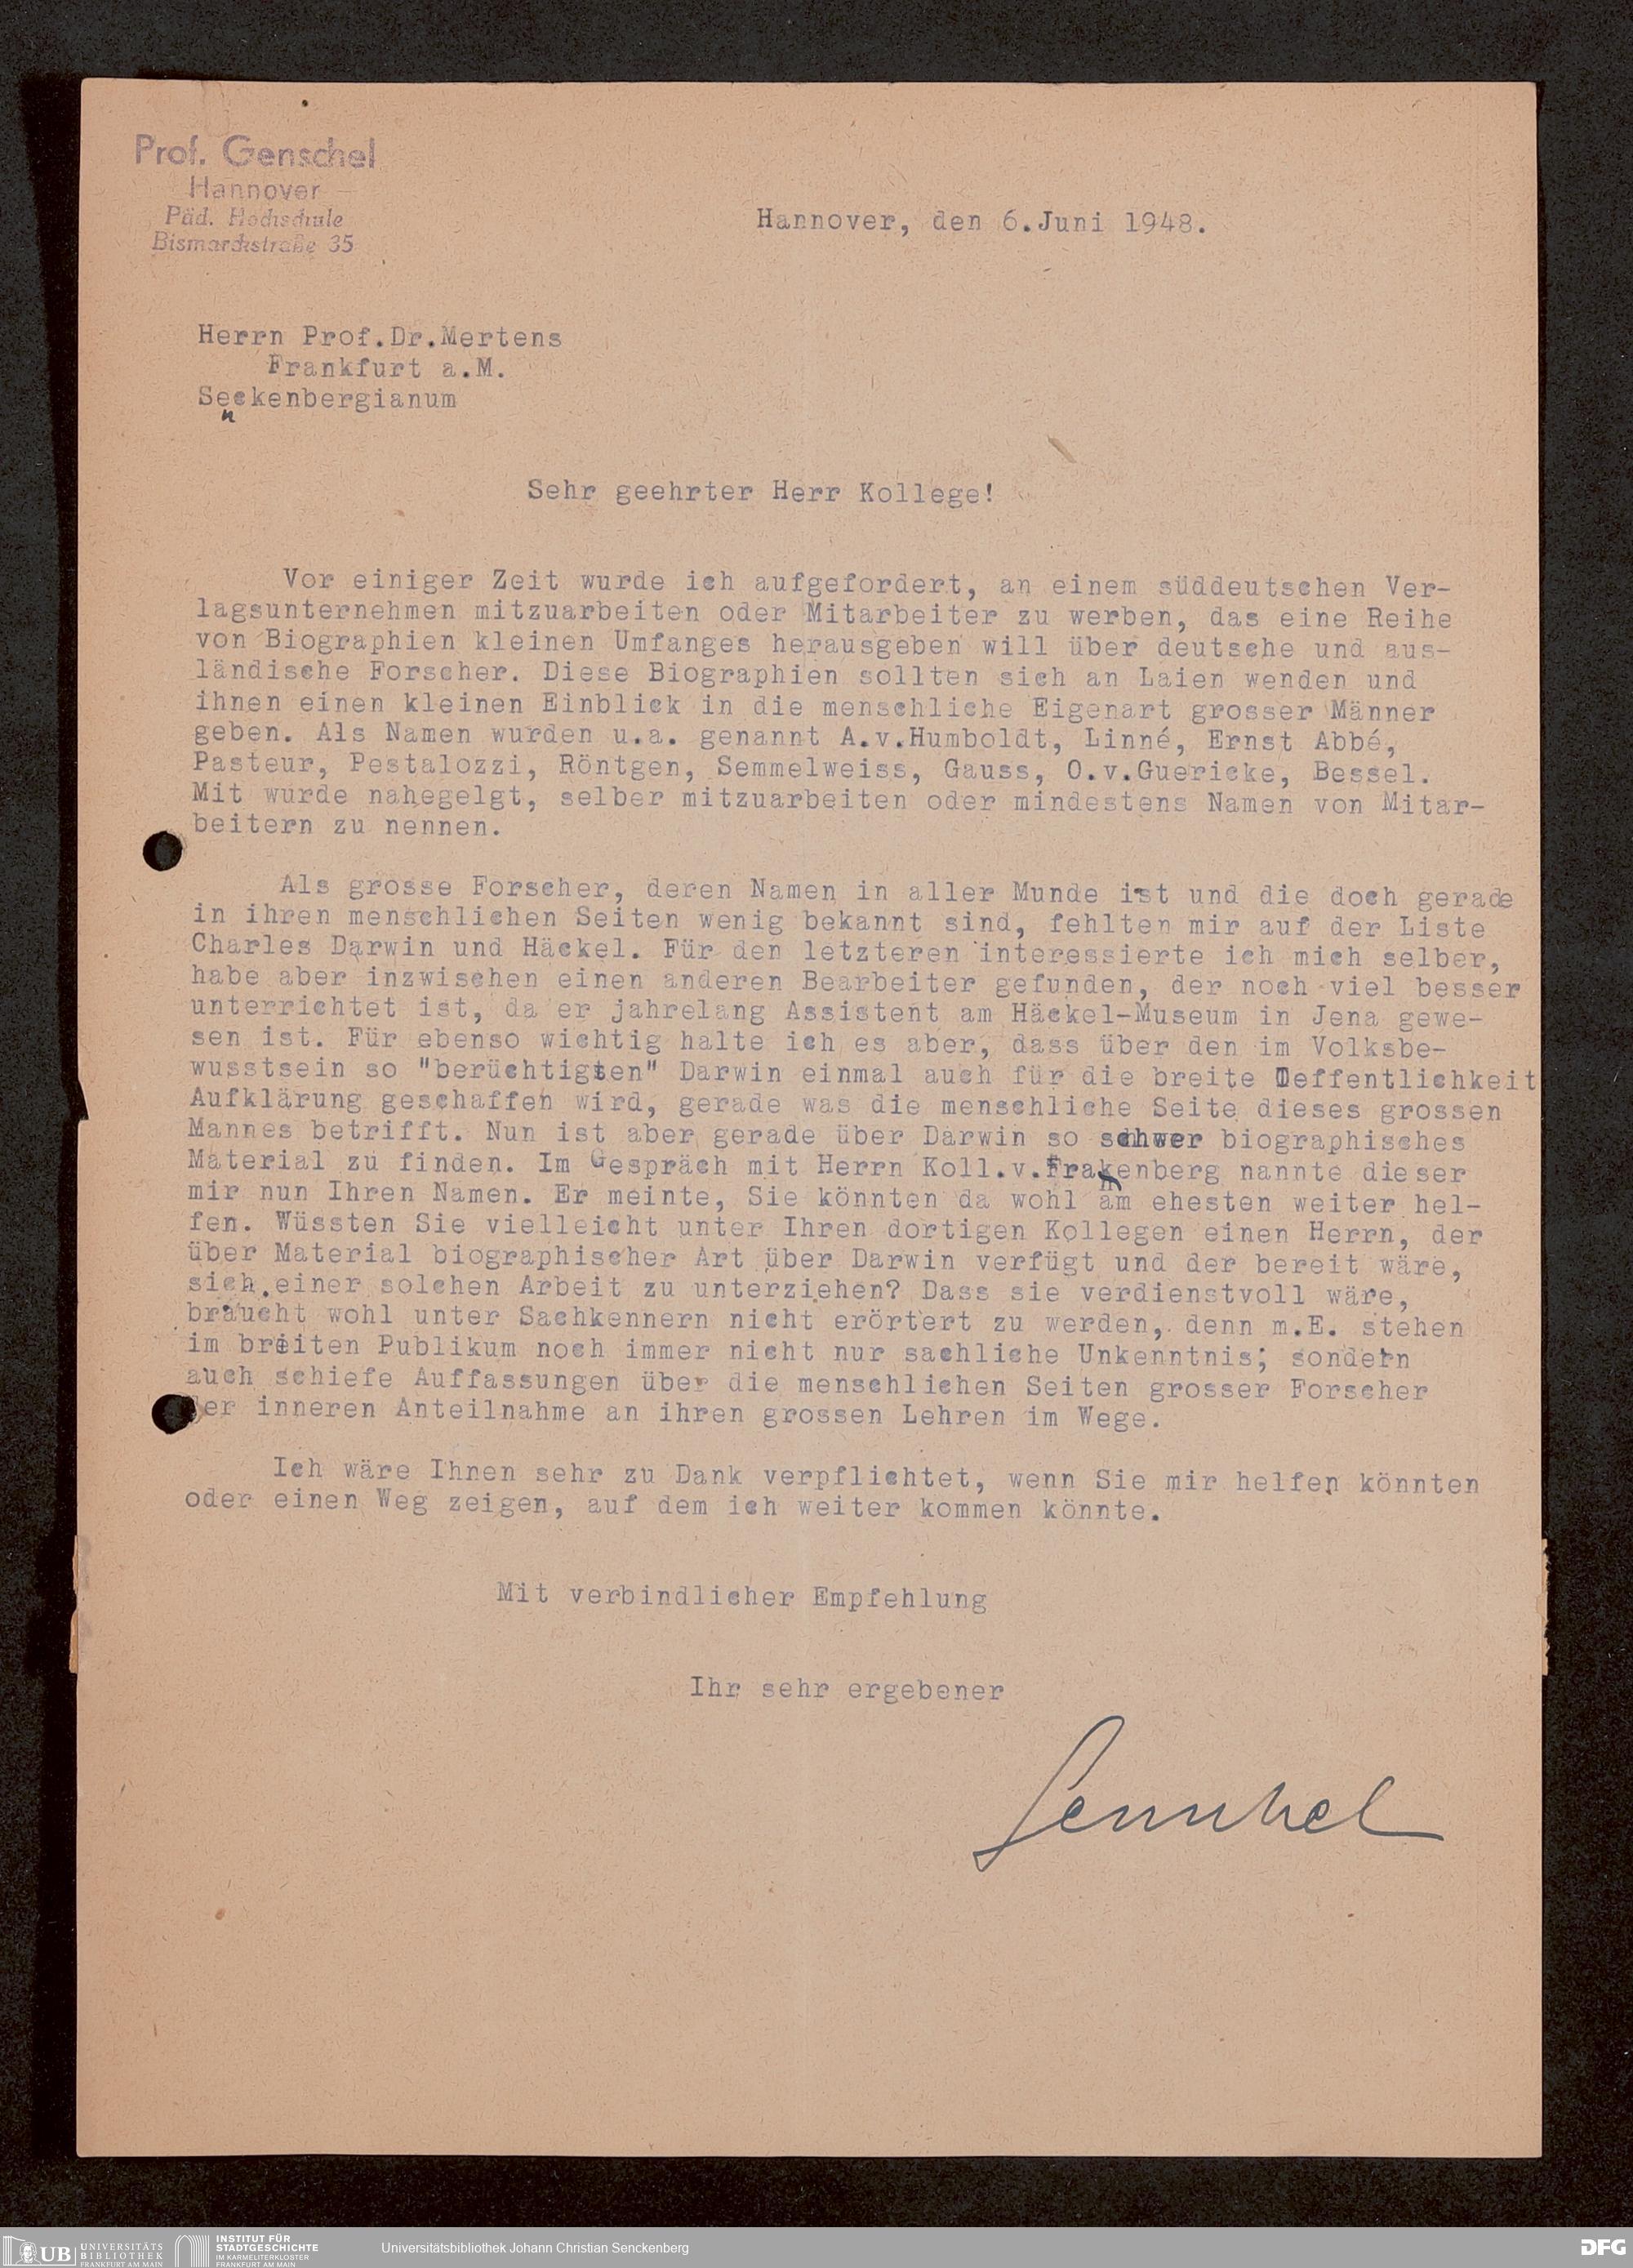 Prof. Genschel
Hannover
Päd. Hochschule
Bismarckstraße 35
Hannover, den 6.Juni 1948.
Herrn Prof.Dr.Mertens
Frankfurt a.M.
Seckenbergianum
n
Sehr geehrter Herr Kollege!
Vor einiger Zeit wurde ich aufgefordert, an einem süddeutschen Ver-
lagsunternehmen mitzuarbeiten oder Mitarbeiter zu werben, das eine Reihe
von Biographien kleinen Umfanges herausgeben will über deutsche und aus-
ländische Forscher. Diese Biographien sollten sich an Laien wenden und
ihnen einen kleinen Einblick in die menschliche Eigenart grosser Männer
geben. Als Namen wurden u.a. genannt A.v.Humboldt, Linné, Ernst Abbé,
Pasteur, Pestalozzi, Röntgen, Semmelweiss, Gauss, O.v.Guericke, Bessel.
Mit wurde nahegelgt, selber mitzuarbeiten oder mindestens Namen von Mitar-
beitern zu nennen.
Als grosse Forscher, deren Namen in aller Munde ist und die doch gerade
in ihren menschlichen Seiten wenig bekannt sind, fehlten mir auf der Liste
Charles Darwin und Häckel. Für den letzteren interessierte ich mich selber,
habe aber inzwischen einen anderen Bearbeiter gefunden, der noch viel besser
unterrichtet ist, da er jahrelang Assistent am Häckel-Museum in Jena gewe-
sen ist. Für ebenso wichtig halte ich es aber, dass über den im Volksbe-
wusstsein so "berüchtigten" Darwin einmal auch für die breite Oeffentlichkeit
Aufklärung geschaffen wird, gerade was die menschliche Seite dieses grossen
Mannes betrifft. Nun ist aber gerade über Darwin so schwer biographisches
Material zu finden. Im Gespräch mit Herrn Koll.v.Frakenberg nannte dieser
mir nun Ihren Namen. Er meinte, Sie könnten da wohl am ehesten weiter hel-
fen. Wüssten Sie vielleicht unter Ihren dortigen Kollegen einen Herrn, der
über Material biographischer Art über Darwin verfügt und der bereit wäre,
sich einer solchen Arbeit zu unterziehen? Dass sie verdienstvoll wäre,
braucht wohl unter Sachkennern nicht erörtert zu werden, denn m.E. stehen
im breiten Publikum noch immer nicht nur sachliche Unkenntnis; sondern
auch schiefe Auffassungen über die menschlichen Seiten grosser Forscher
der inneren Anteilnahme an ihren grossen Lehren im Wege.
Ich wäre Ihnen sehr zu Dank verpflichtet, wenn Sie mir helfen könnten
oder einen Weg zeigen, auf dem ich weiter kommen könnte.
Mit verbindlicher Empfehlung
Ihr sehr ergebener
Genschel
UB UNIVERSITÄTS BIBLIOTHEK FRANKFURT AM MAIN
INSTITUT FÜR STADTGESCHICHTE IM KARMELITERKLOSTER FRANKFURT AM MAIN
Universitätsbibliothek Johann Christian Senckenberg
DFG